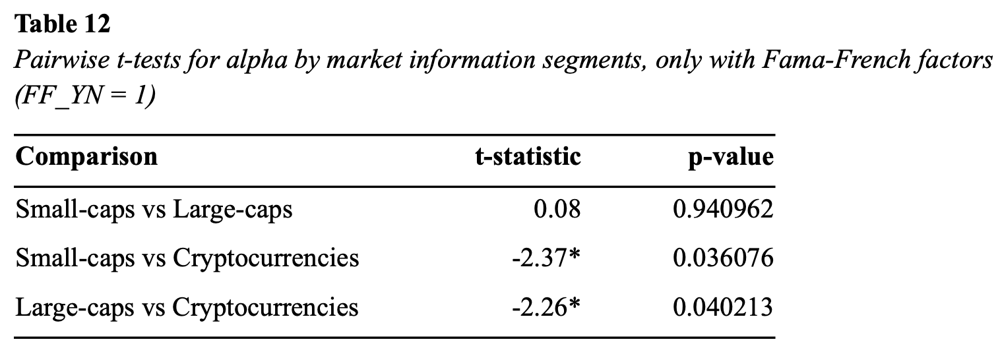 Table 12
Pairwise t-tests for alpha by market information segments, only with Fama-French factors
(FF_YN = 1)
Comparison t-statistic p-value
Small-caps vs Large-caps 0.08 0.940962
Small-caps vs Cryptocurrencies -2.37* 0.036076
Large-caps vs Cryptocurrencies -2.26* 0.040213